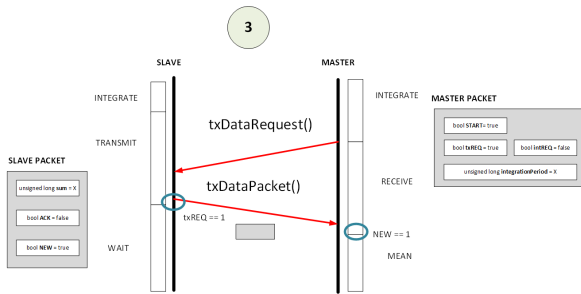 3
SLAVE
MASTER
INTEGRATE
INTEGRATE
MASTER PACKET
bool START= true
txDataRequest()
TRANSMIT
bool txREQ = true
bool intREQ = false
SLAVE PACKET
unsigned long integrationPeriod = X
RECEIVE
txDataPacket()
unsigned long sum = X
bool ACK = false
txREQ == 1
NEW == 1
bool NEW = true
WAIT
MEAN